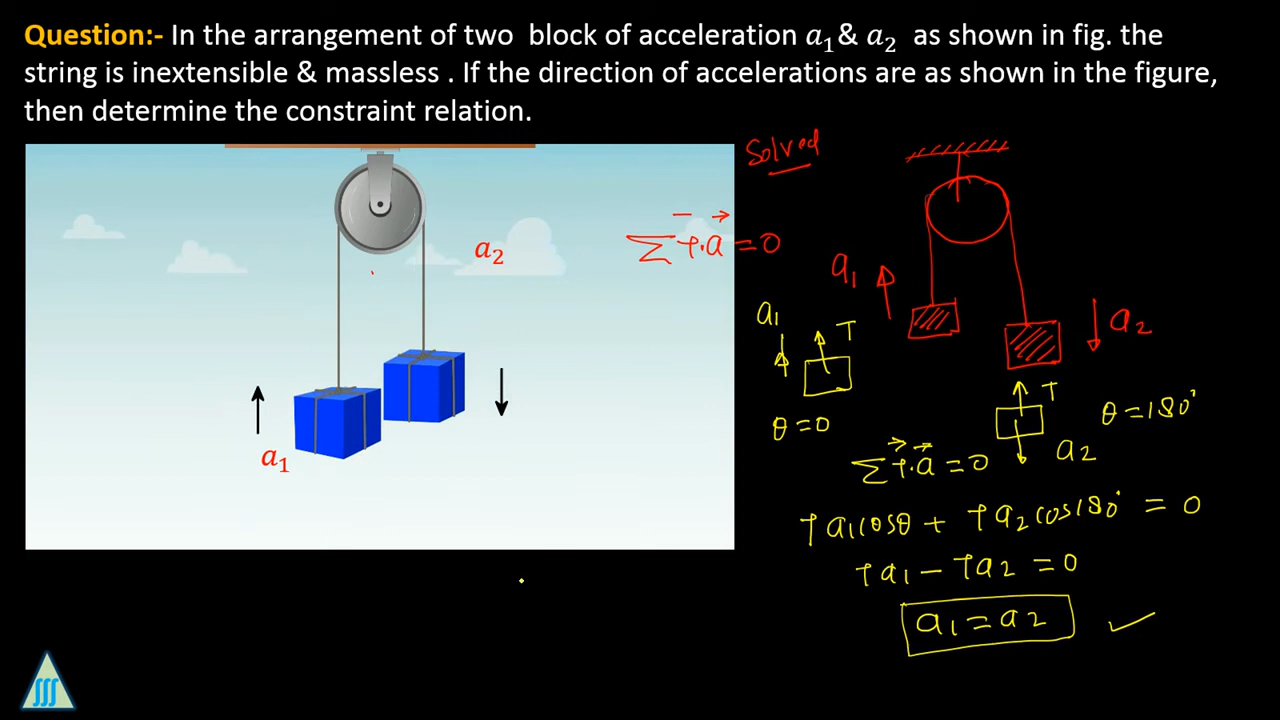 Question:- In the arrangement of two block of acceleration a₁& a₂ as shown in fig. the
string is inextensible & massless . If the direction of accelerations are as shown in the figure,
then determine the constraint relation.
Solved
a₂
a₁
∑ T⃗·a⃗ = 0
a₁
a₂
a₁
T
θ = 0
T
a₂
θ = 180°
∑ T⃗·a⃗ = 0
Ta₁cosθ + Ta₂cos180° = 0
Ta₁ − Ta₂ = 0
a₁ = a₂
∫∫∫